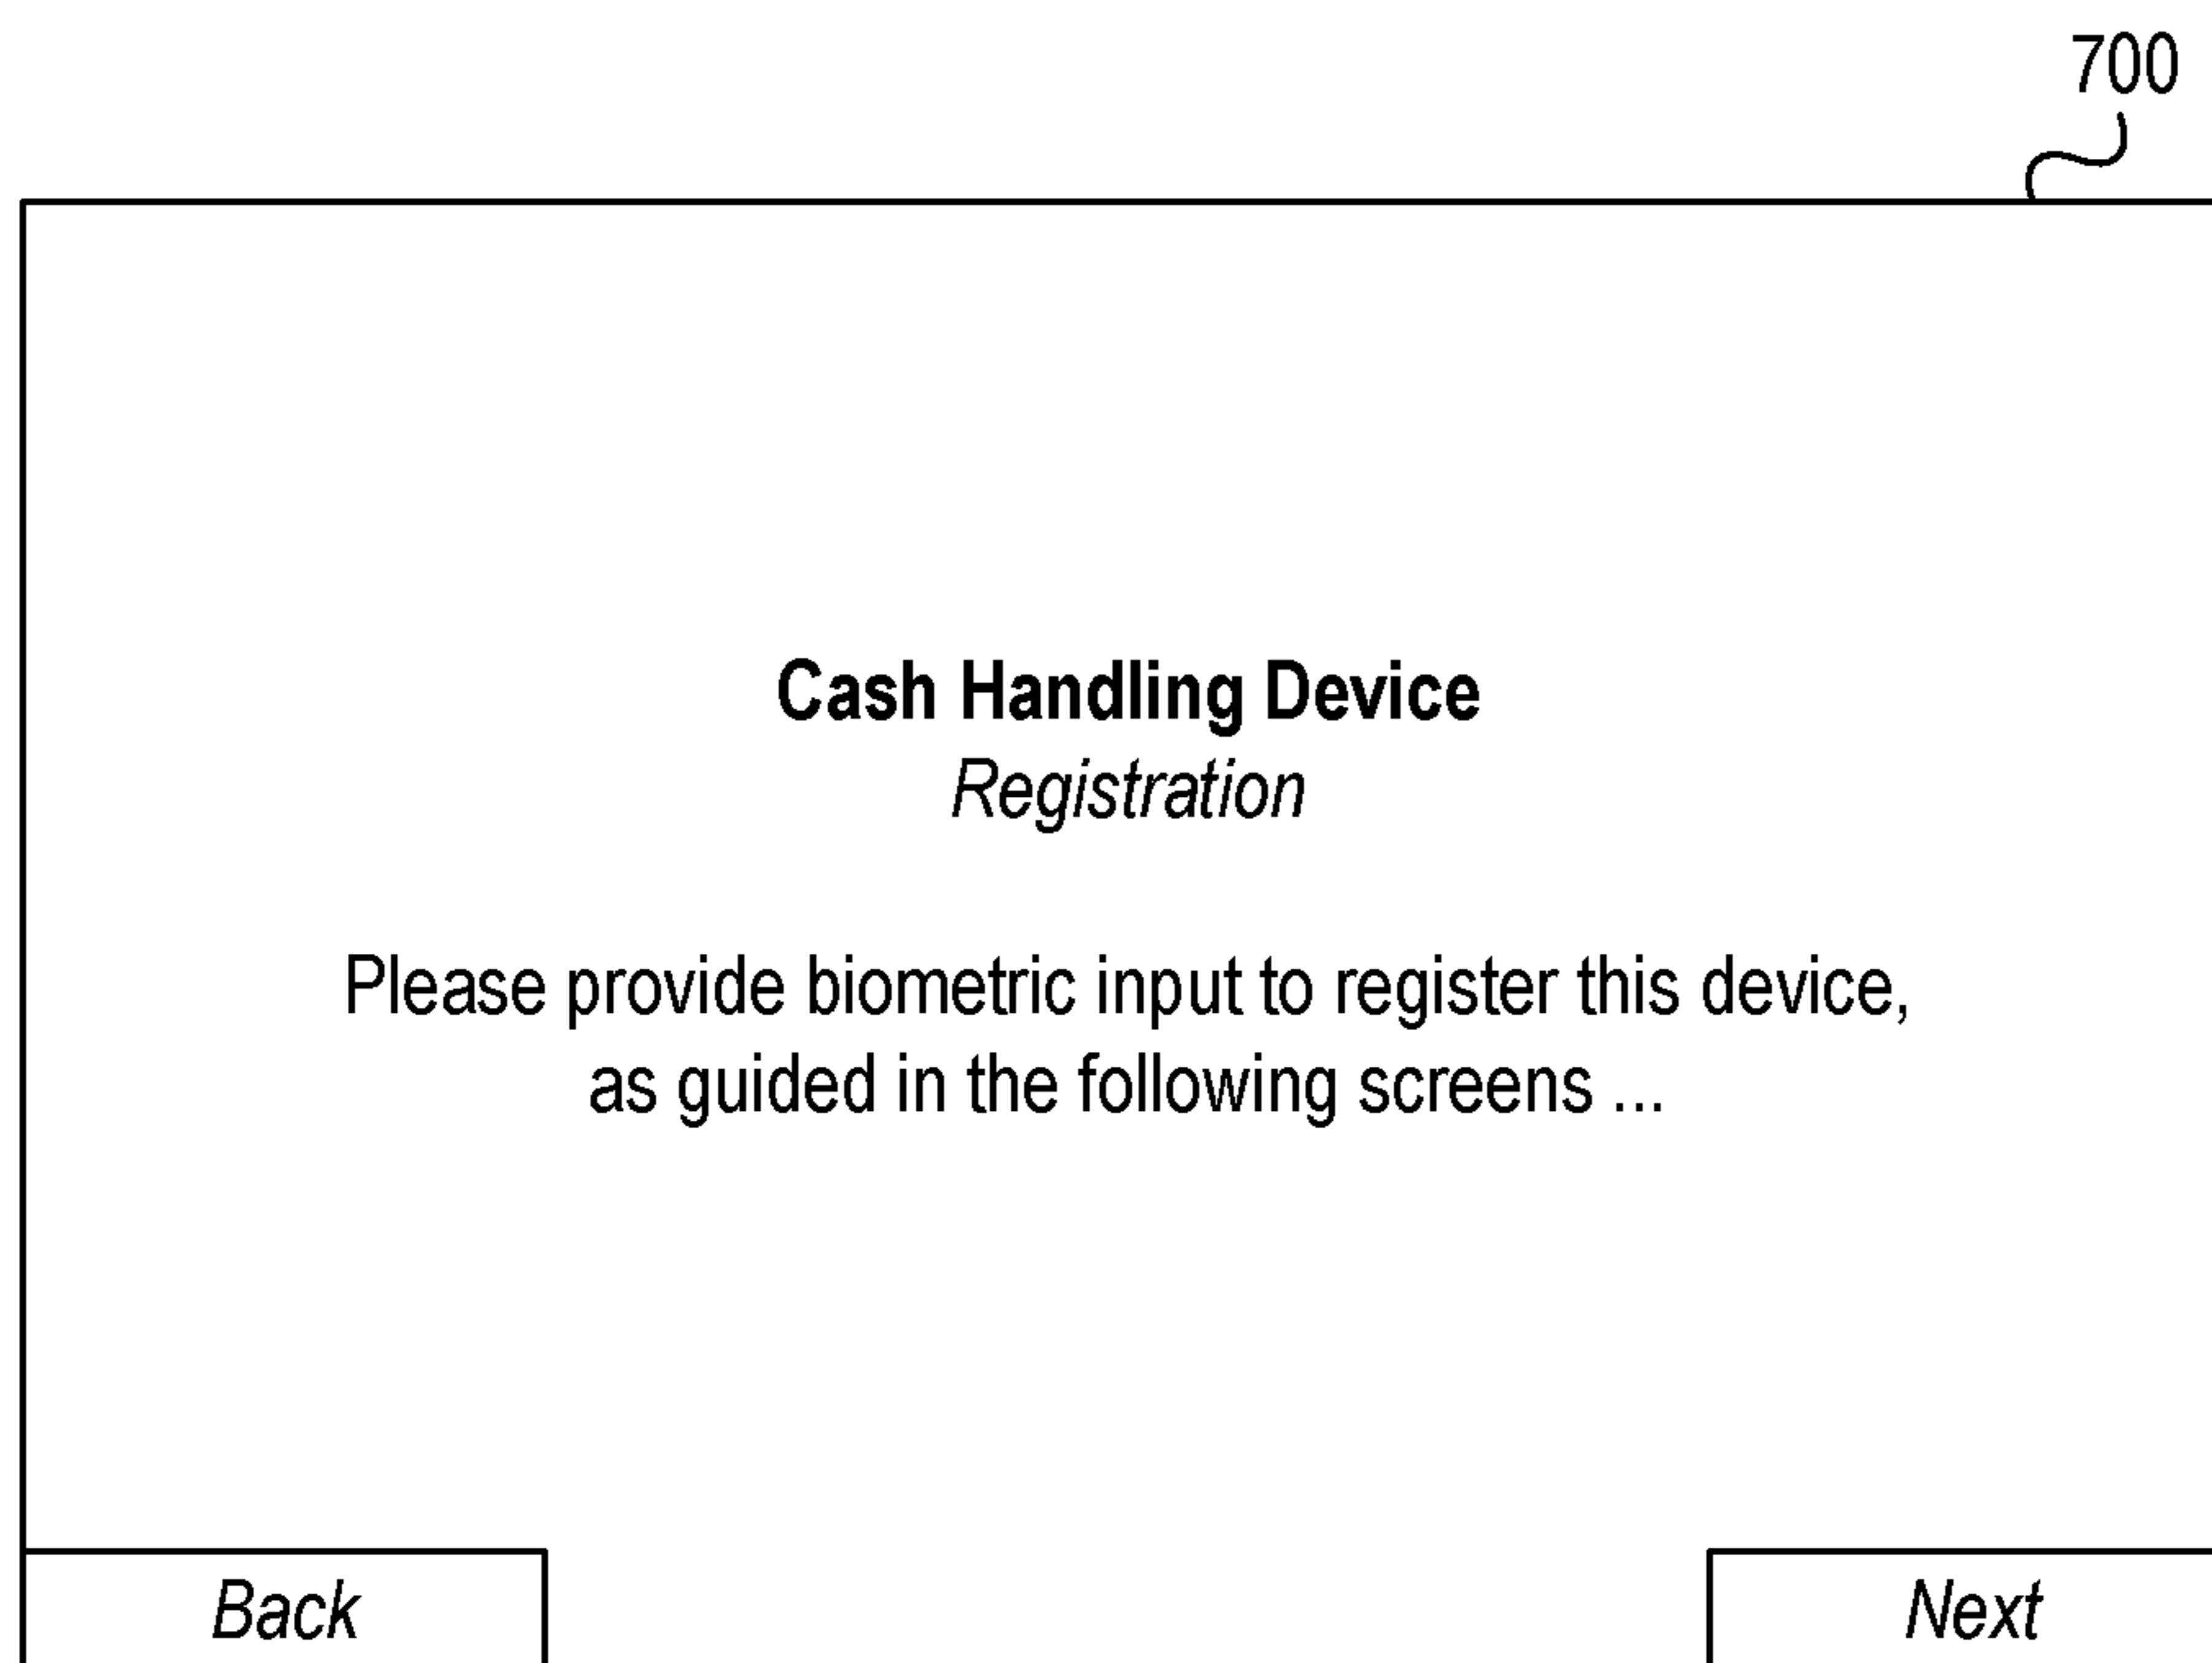 700
Cash Handling Device
Registration
Please provide biometric input to register this device,
as guided in the following screens ...
Back
Next